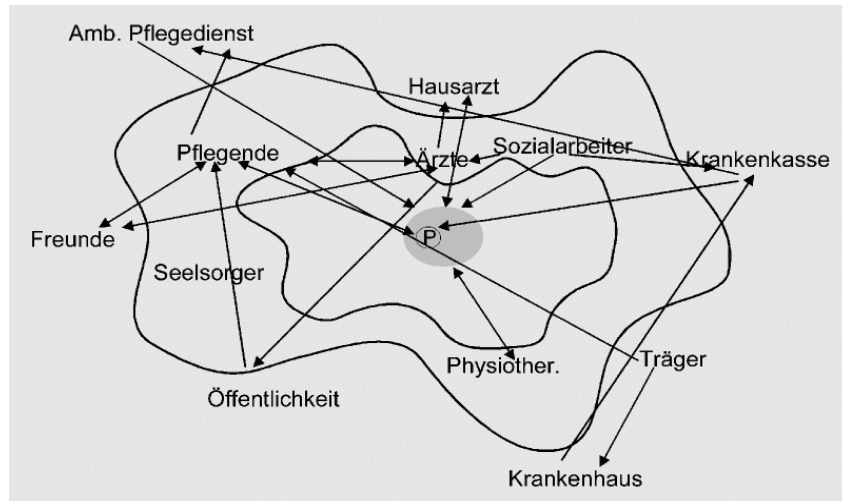 Amb. Pflegedienst
Hausarzt
Pflegende
Ärzte
Sozialarbeiter
Krankenkasse
Freunde
P
Seelsorger
Physiother.
Träger
Öffentlichkeit
Krankenhaus